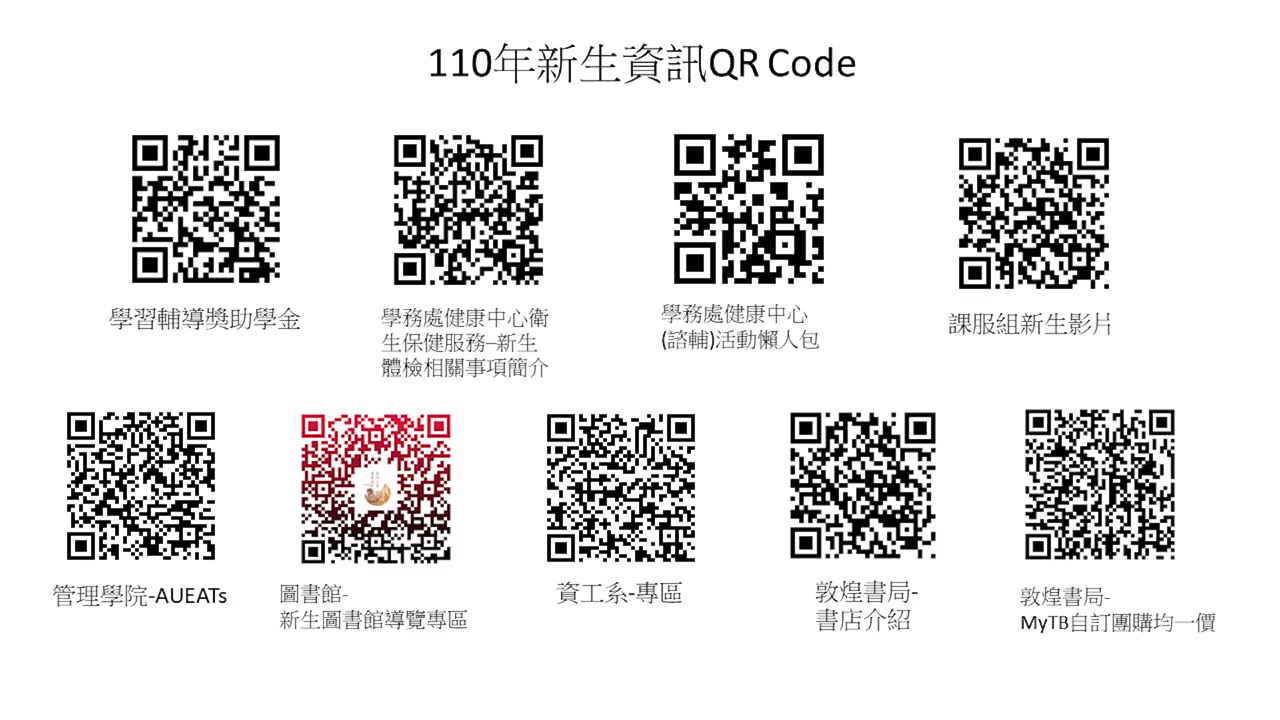 110年新生資訊QR Code
學習輔導獎助學金
學務處健康中心衛
生保健服務–新生
體檢相關事項簡介
學務處健康中心
(諮輔)活動懶人包
課服組新生影片
管理學院-AUEATs
圖書館-
新生圖書館導覽專區
資工系-專區
敦煌書局-
書店介紹
敦煌書局-
MyTB自訂團購均一價